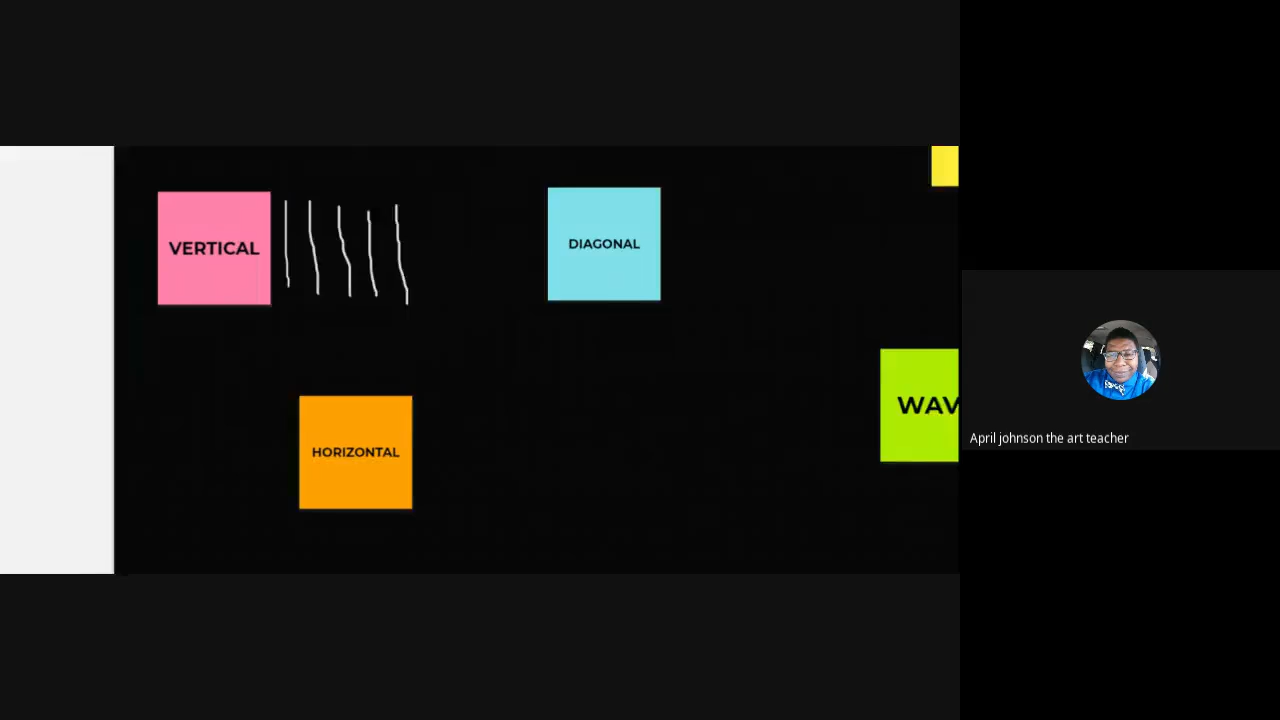 VERTICAL
DIAGONAL
WAV
HORIZONTAL
April johnson the art teacher